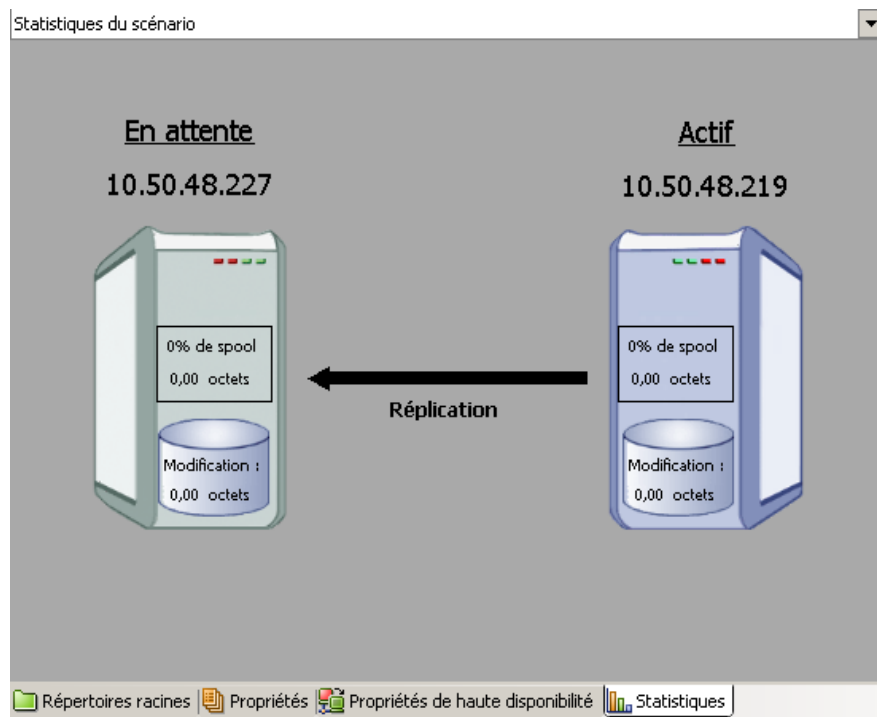 Statistiques du scénario
En attente
10.50.48.227
Actif
10.50.48.219
0% de spool
0,00 octets
Modification :
0,00 octets
Réplication
0% de spool
0,00 octets
Modification :
0,00 octets
Répertoires racines
Propriétés
Propriétés de haute disponibilité
Statistiques